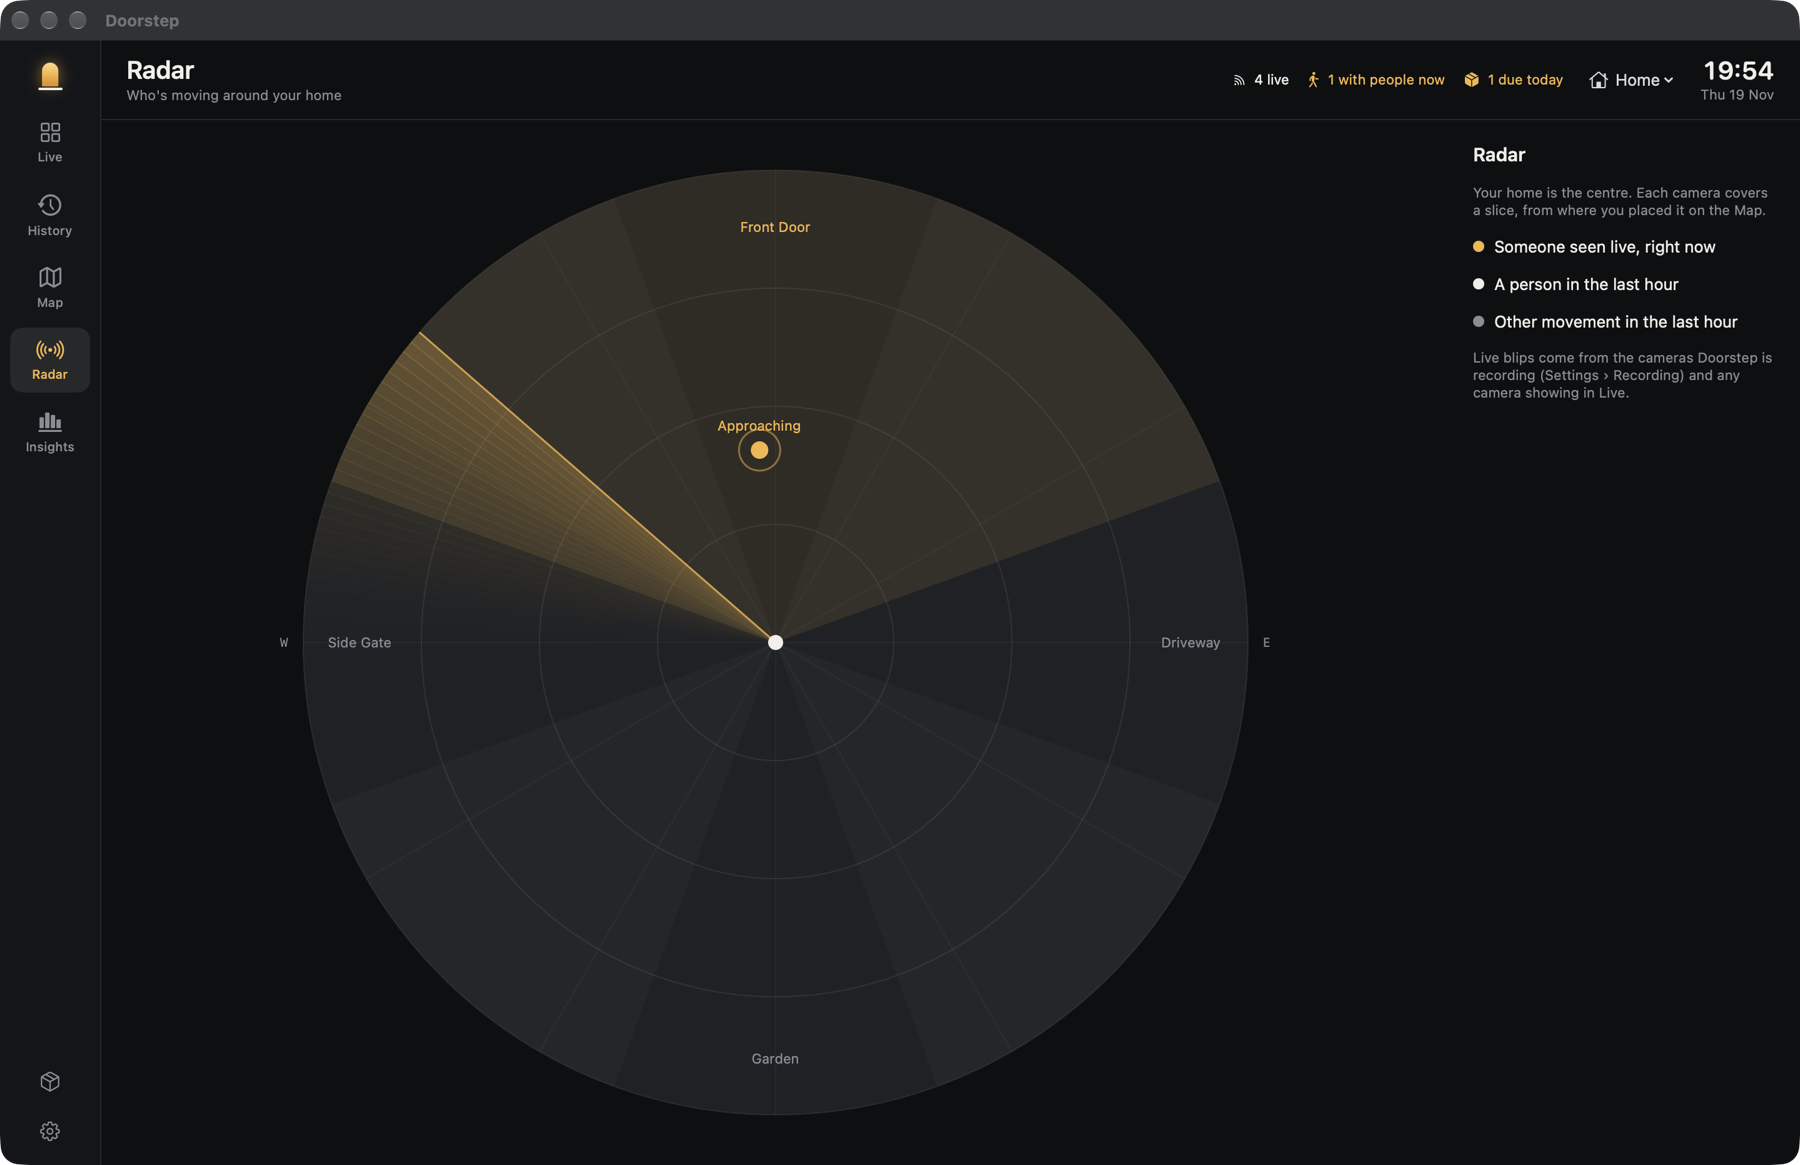 Doorstep
Radar
Who's moving around your home
4 live
1 with people now
1 due today
Home
19:54
Thu 19 Nov
Live
History
Map
Radar
Insights
Front Door
Approaching
W
Side Gate
Driveway
E
Garden
Radar
Your home is the centre. Each camera covers
a slice, from where you placed it on the Map.
Someone seen live, right now
A person in the last hour
Other movement in the last hour
Live blips come from the cameras Doorstep is
recording (Settings › Recording) and any
camera showing in Live.